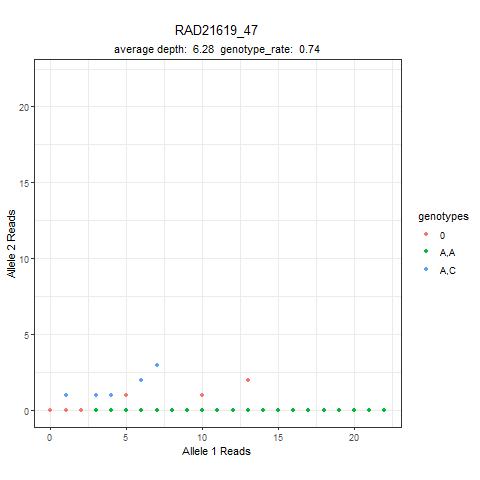 RAD21619_47
average depth:  6.28  genotype_rate:  0.74
20
15
10
5
0
Allele 2 Reads
0 5 10 15 20
Allele 1 Reads
genotypes
0
A,A
A,C